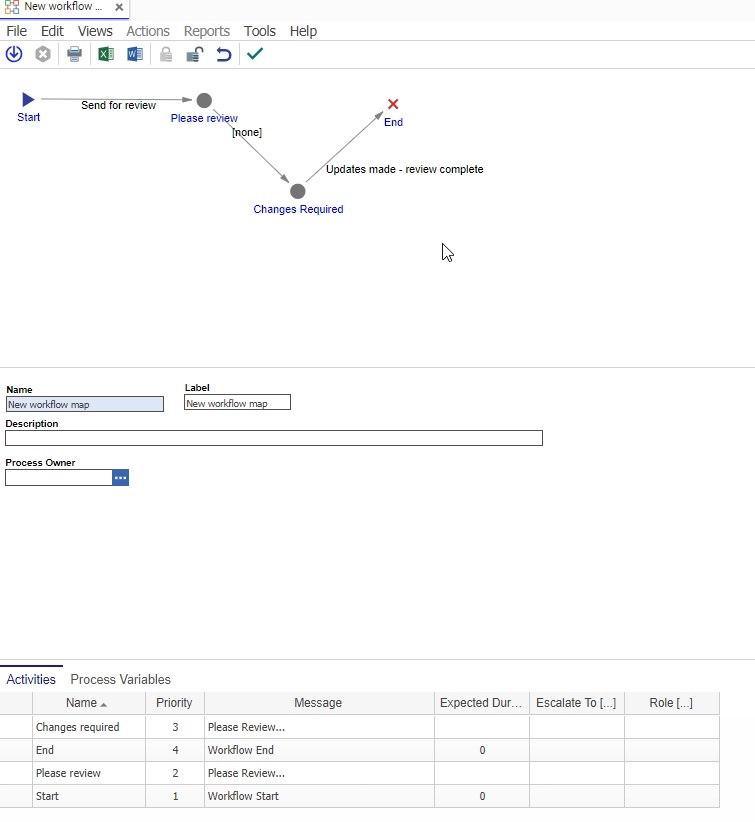 New workflow ...
File Edit Views Actions Reports Tools Help
Start
Send for review
Please review
[none]
End
Updates made - review complete
Changes Required
Name
New workflow map
Label
New workflow map
Description
Process Owner
...
Activities Process Variables
Name Priority Message Expected Dur... Escalate To [...] Role [...]
Changes required 3 Please Review...
End 4 Workflow End 0
Please review 2 Please Review...
Start 1 Workflow Start 0